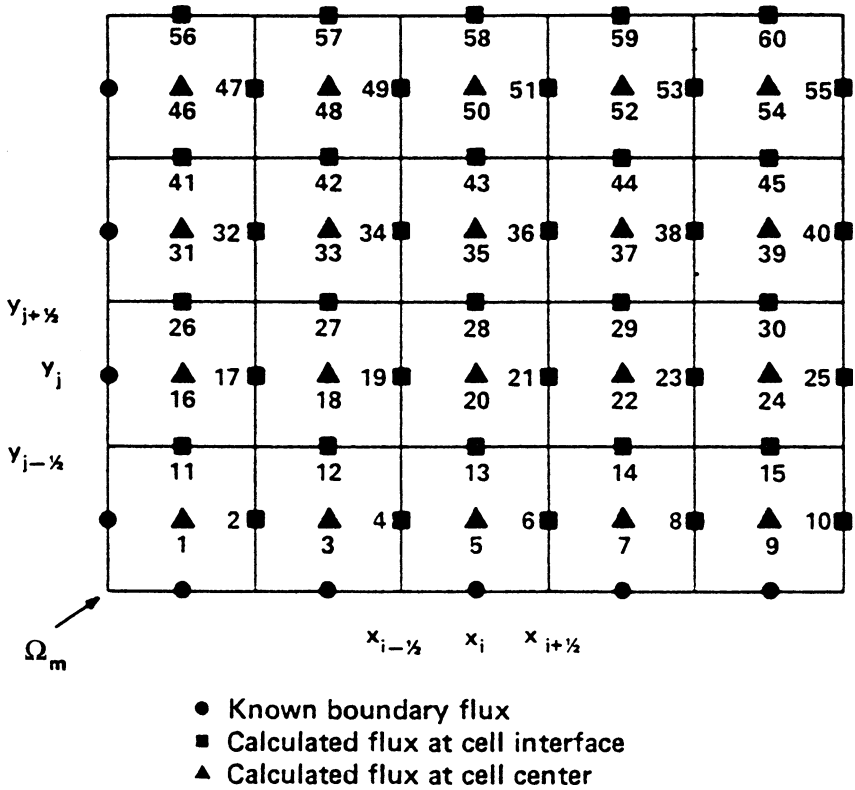 56 57 58 59 60
47 49 51 53 55
46 48 50 52 54
41 42 43 44 45
32 34 36 38 40
31 33 35 37 39
y j+½
26 27 28 29 30
y j 17 19 21 23 25
16 18 20 22 24
y j−½
11 12 13 14 15
2 4 6 8 10
1 3 5 7 9
x i−½ x i x i+½
Ω m
Known boundary flux
Calculated flux at cell interface
Calculated flux at cell center